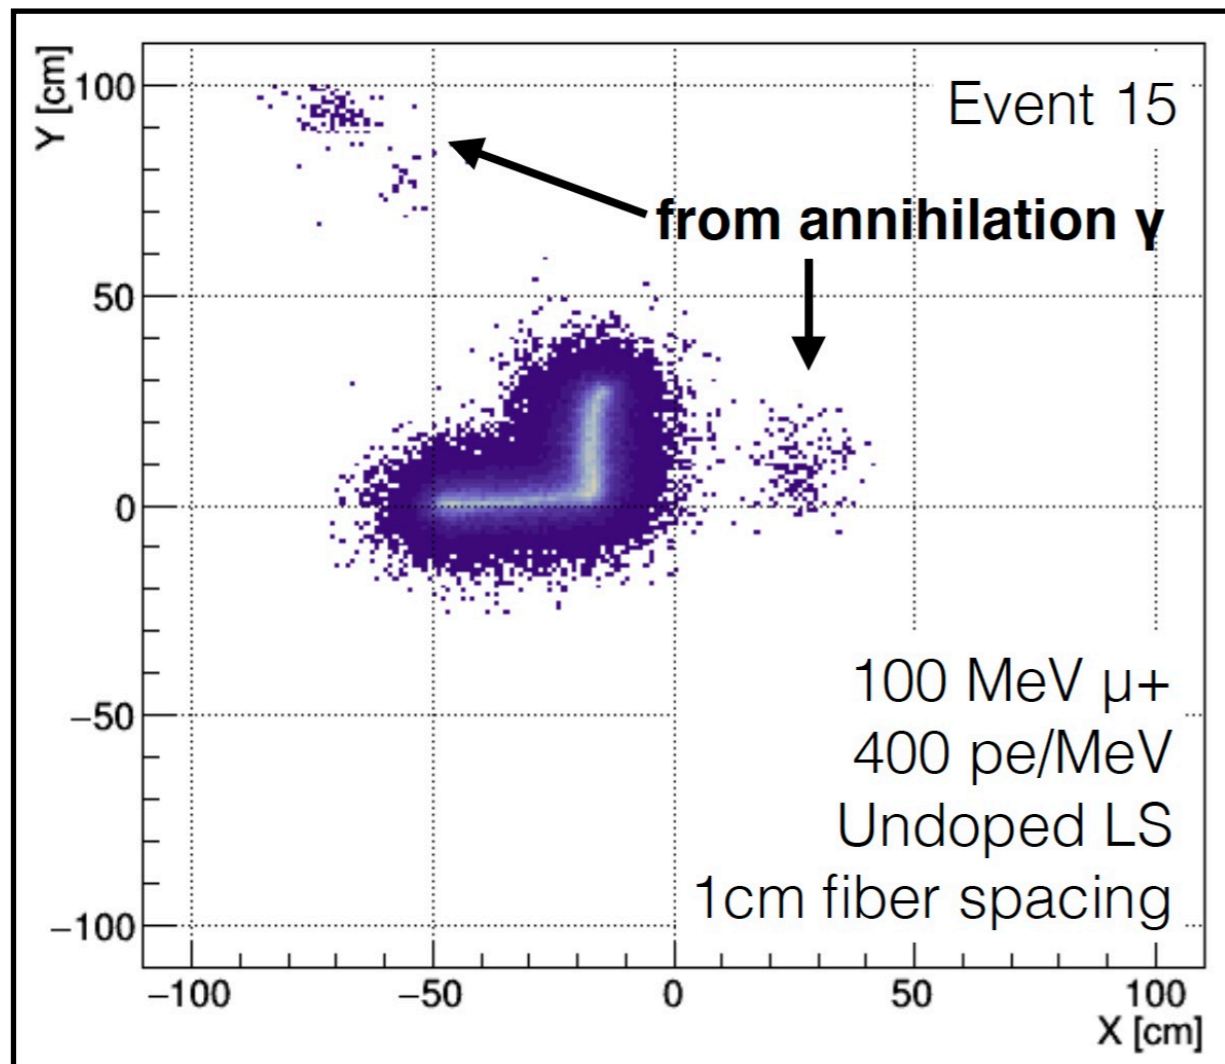 Y [cm]
100
50
0
−50
−100
Event 15
from annihilation γ
100 MeV μ+
400 pe/MeV
Undoped LS
1cm fiber spacing
−100
−50
0
50
100
X [cm]